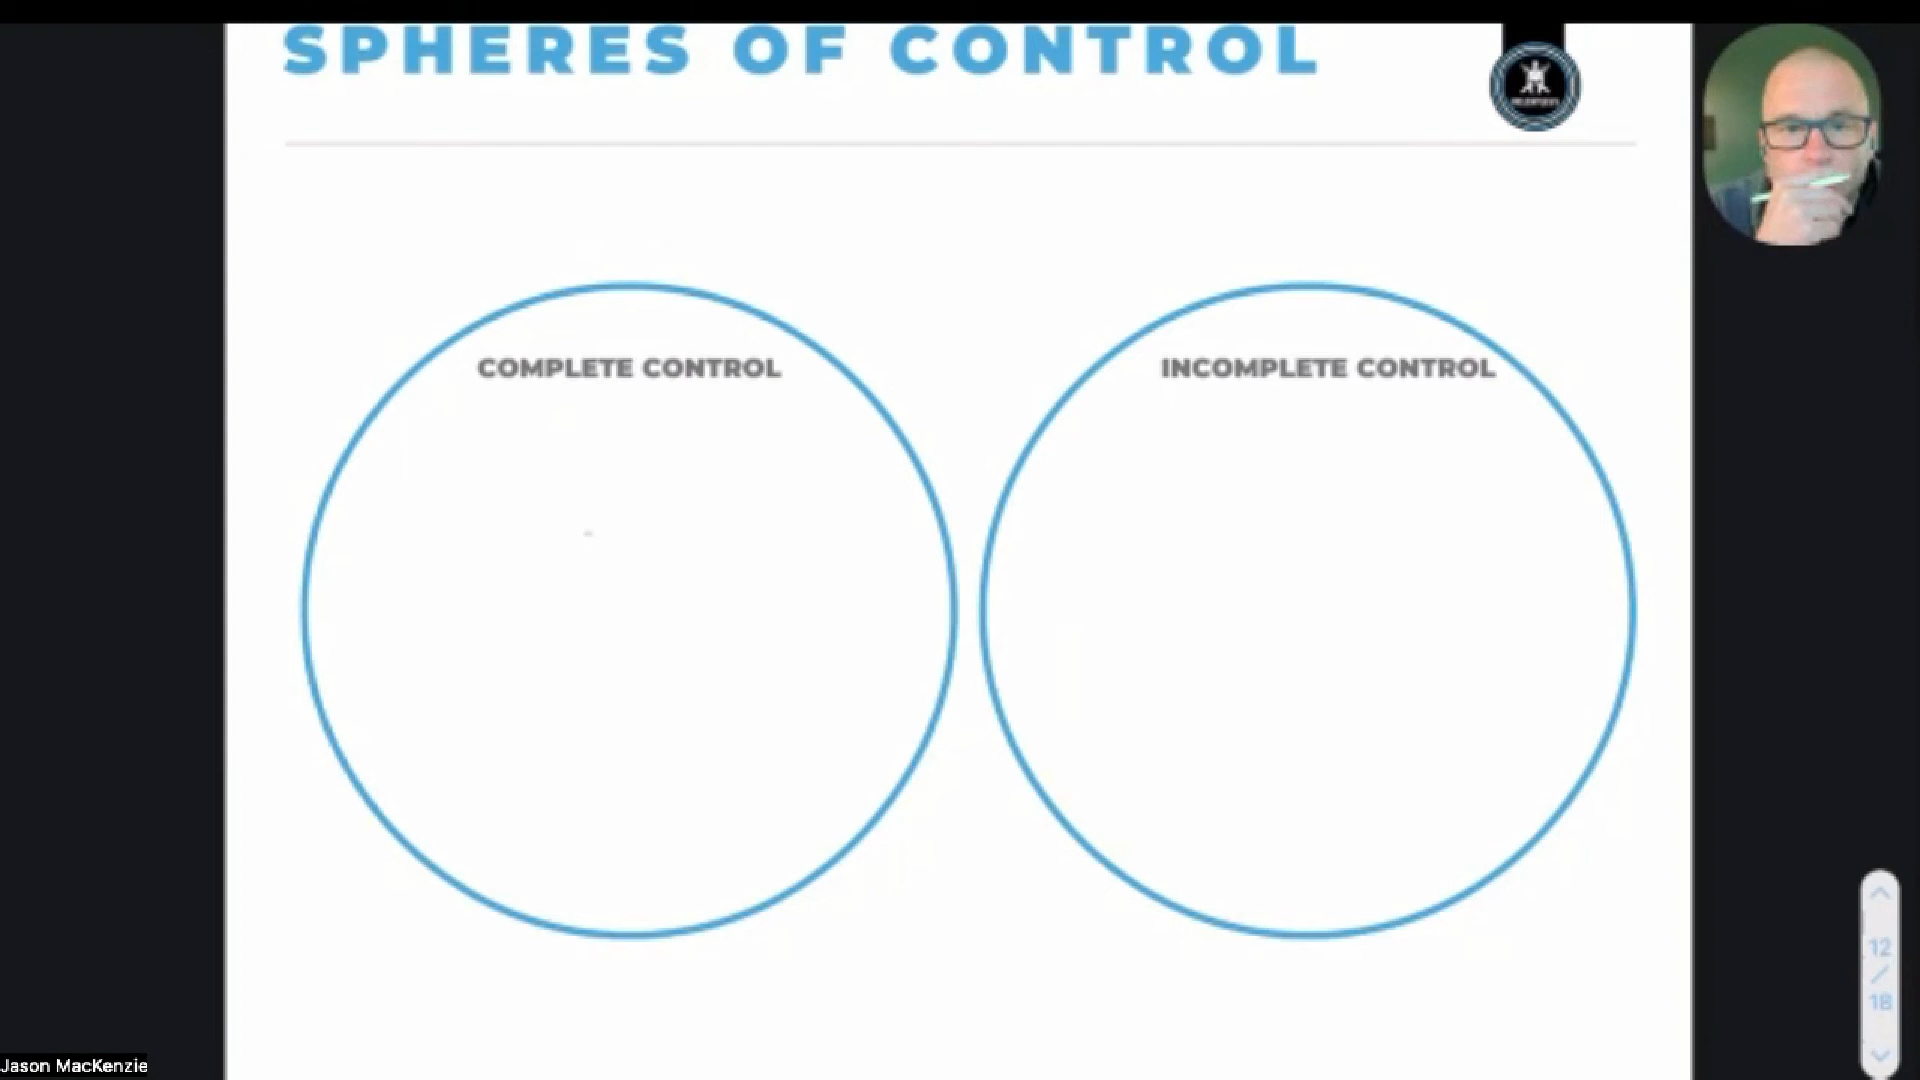 SPHERES OF CONTROL
COMPLETE CONTROL
INCOMPLETE CONTROL
12
/
18
Jason MacKenzie